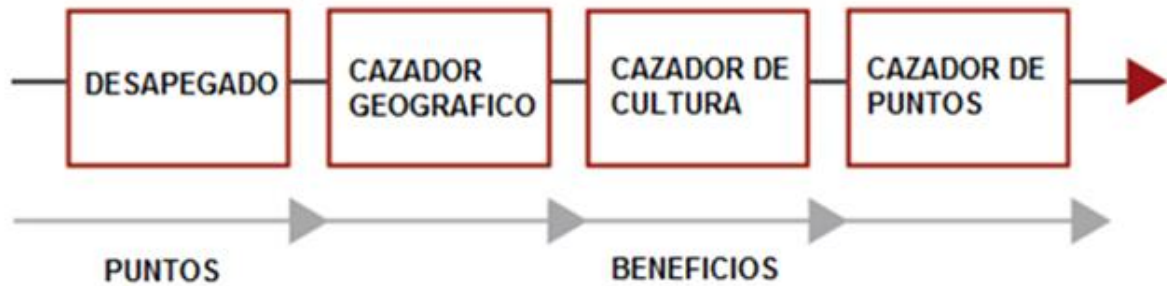 DESAPEGADO
CAZADOR
GEOGRAFICO
CAZADOR DE
CULTURA
CAZADOR DE
PUNTOS
PUNTOS
BENEFICIOS